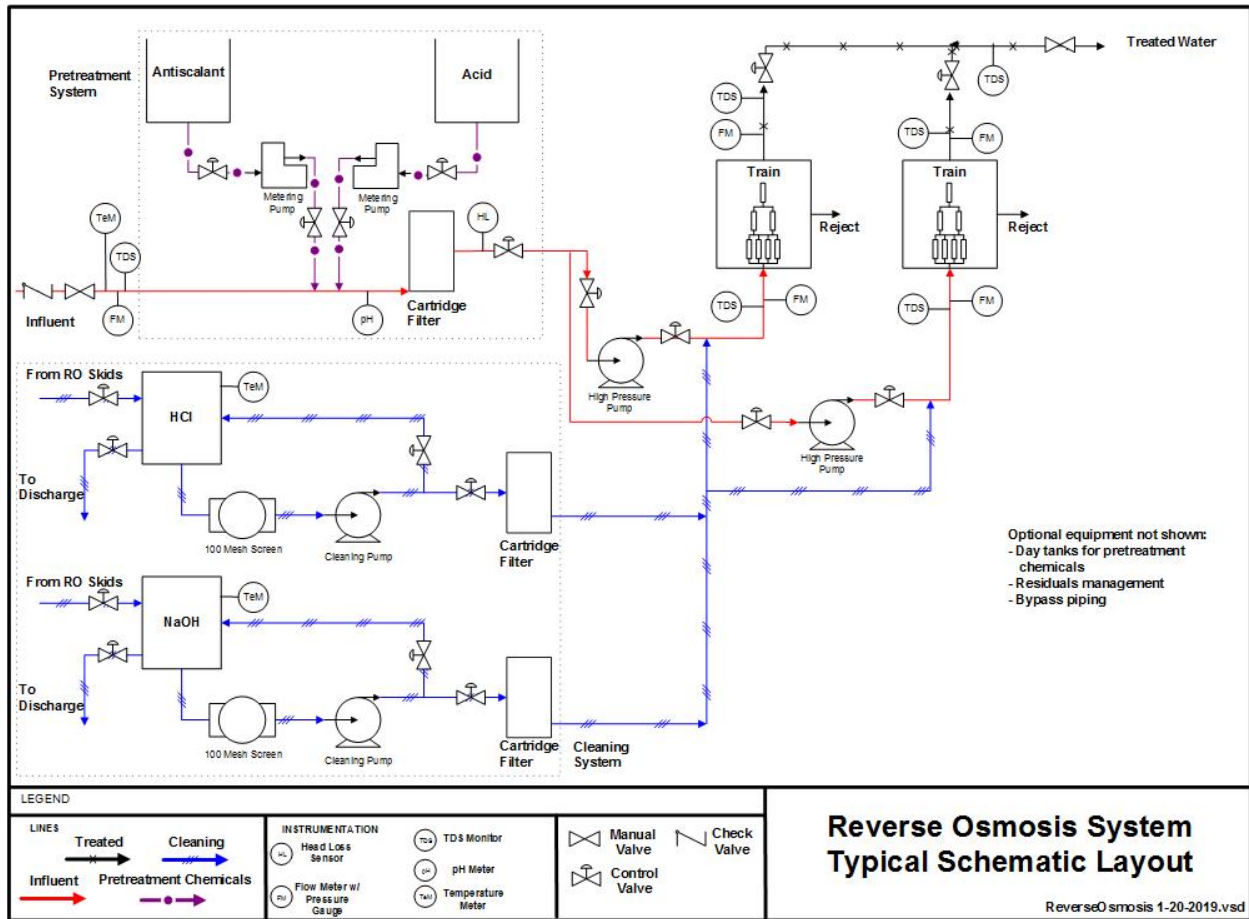 Pretreatment
System
Antiscalant
Acid
Metering
Pump
Metering
Pump
TeM
TDS
FM
Influent
pH
HL
Cartridge
Filter
High Pressure
Pump
High Pressure
Pump
TDS
FM
Train
Reject
TDS
FM
TDS
FM
Train
Reject
TDS
FM
TDS
Treated Water
From RO Skids
HCl
TeM
To
Discharge
100 Mesh Screen
Cleaning Pump
Cartridge
Filter
From RO Skids
NaOH
TeM
To
Discharge
100 Mesh Screen
Cleaning Pump
Cartridge
Filter
Cleaning
System
Optional equipment not shown:
- Day tanks for pretreatment
chemicals
- Residuals management
- Bypass piping
LEGEND
LINES
Treated
Cleaning
Influent
Pretreatment Chemicals
INSTRUMENTATION
HL
Head Loss
Sensor
FM
Flow Meter w/
Pressure
Gauge
TDS
TDS Monitor
pH
pH Meter
TeM
Temperature
Meter
Manual
Valve
Check
Valve
Control
Valve
Reverse Osmosis System
Typical Schematic Layout
ReverseOsmosis 1-20-2019.vsd